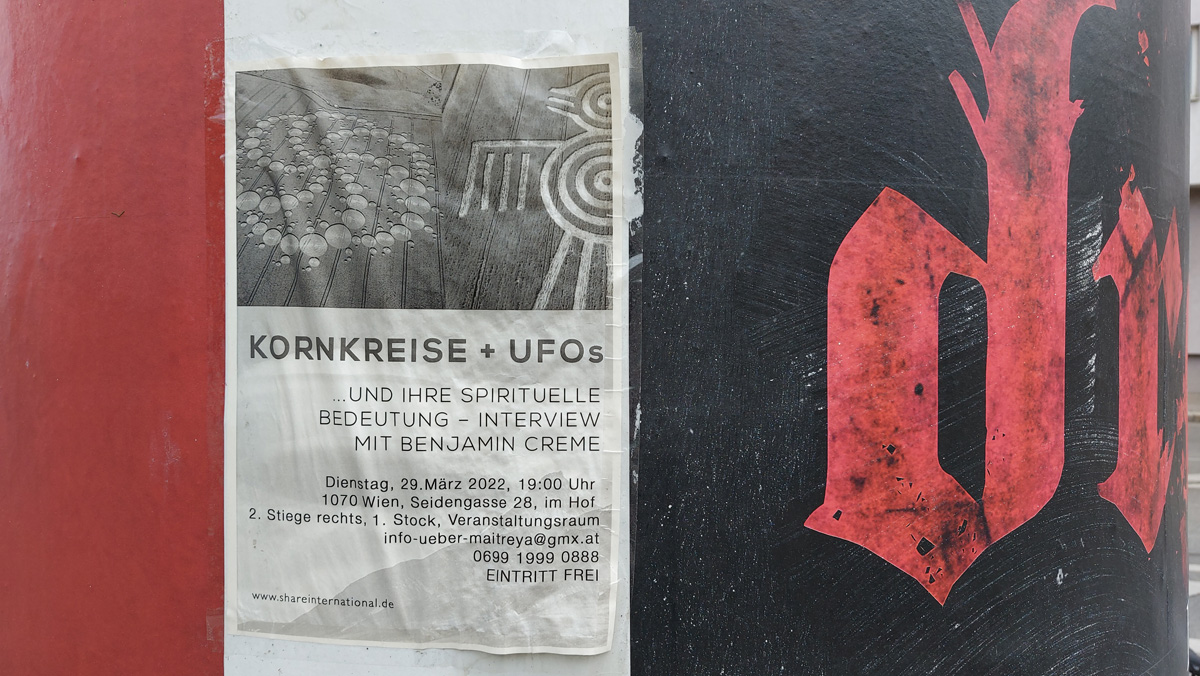 KORNKREISE + UFOs
...UND IHRE SPIRITUELLE
BEDEUTUNG – INTERVIEW
MIT BENJAMIN CREME
Dienstag, 29.März 2022, 19:00 Uhr
1070 Wien, Seidengasse 28, im Hof
2. Stiege rechts, 1. Stock, Veranstaltungsraum
info-ueber-maitreya@gmx.at
0699 1999 0888
EINTRITT FREI
www.shareinternational.de